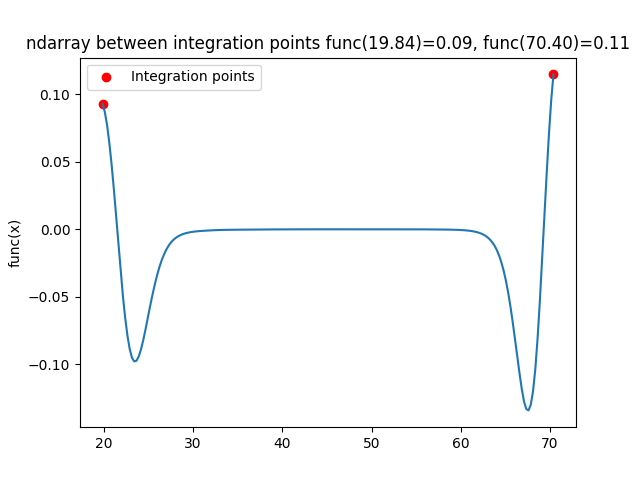 ndarray between integration points func(19.84)=0.09, func(70.40)=0.11
Integration points
0.10
0.05
0.00
−0.05
−0.10
func(x)
20 30 40 50 60 70